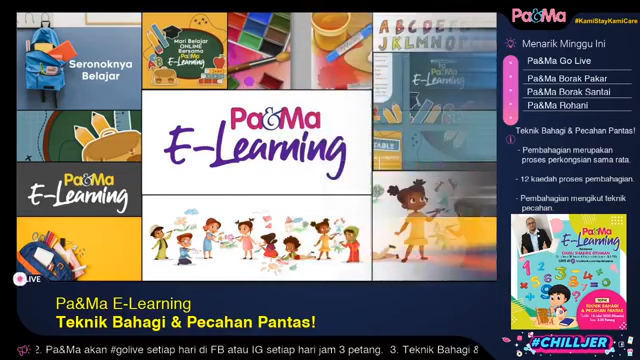 Pa&Ma
#KamiStayKamiCare
Seronoknya
Belajar
Mari Belajar
ONLINE
Bersama
Pa&Ma
E-Learning
ABCDEF
JKLMNO
Pa&Ma
E-Learning
Pa&Ma
E-Learning
Menarik Minggu Ini
Pa&Ma Go Live
Pa&Ma Borak Pakar
Pa&Ma Borak Santai
Pa&Ma Rohani
Teknik Bahagi & Pecahan Pantas!
- Pembahagian merupakan
proses perkongsian sama rata.
- 12 kaedah proses pembahagian.
- Pembahagian mengikut teknik
pecahan.
Pa&Ma
E-Learning
#CHILLJER
LIVE
Pa&Ma E-Learning
Teknik Bahagi & Pecahan Pantas!
2. Pa&Ma akan #golive setiap hari di FB atau IG setiap hari jam 3 petang. 3. Teknik Bahagi &